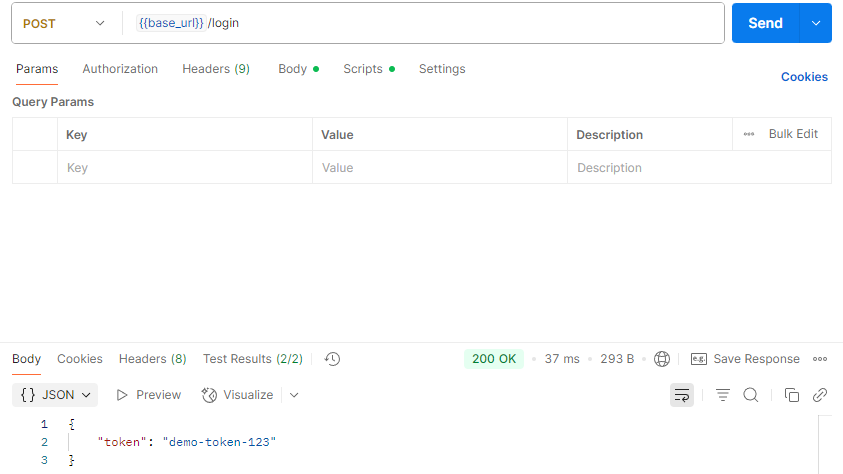 POST {{base_url}} /login Send
Params Authorization Headers (9) Body Scripts Settings Cookies
Query Params
Key Value Description Bulk Edit
Key Value Description
Body Cookies Headers (8) Test Results (2/2) 200 OK 37 ms 293 B e.g. Save Response
{} JSON Preview Visualize
1 {
2 "token": "demo-token-123"
3 }